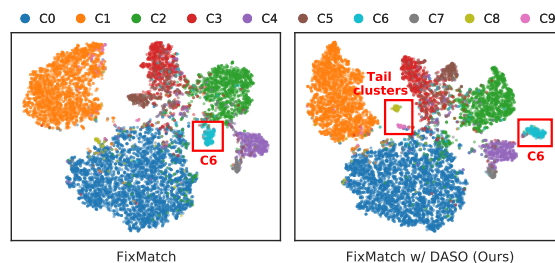 C0 C1 C2 C3 C4 C5 C6 C7 C8 C9
Tail
clusters
C6
C6
FixMatch
FixMatch w/ DASO (Ours)